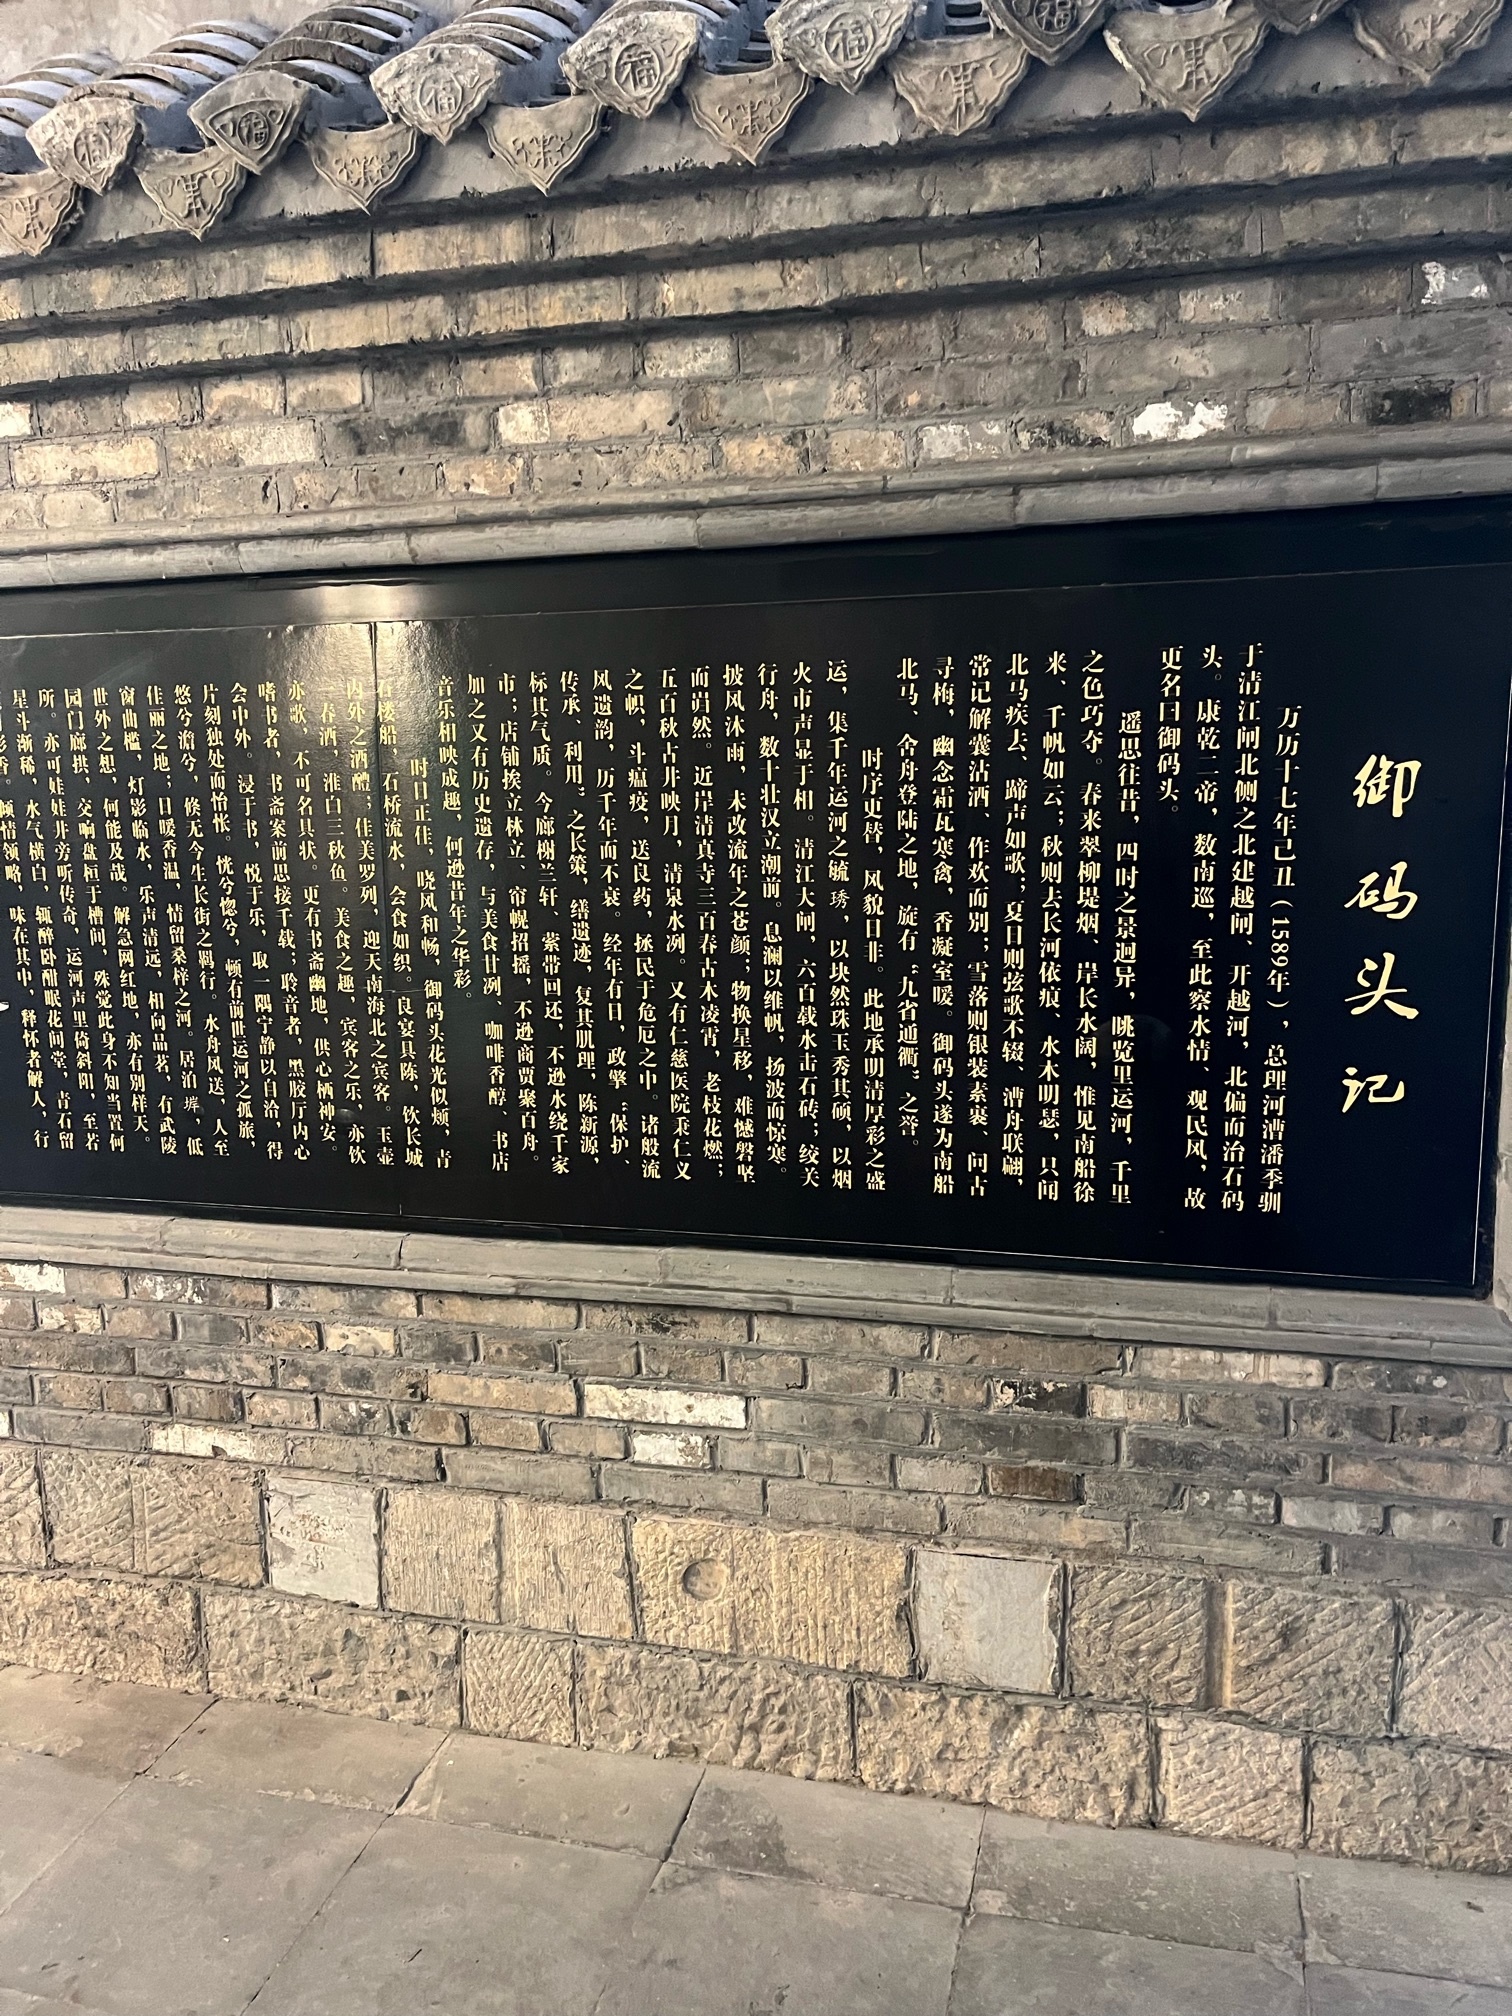 御码头记
万历十七年己丑（1589年），总理河漕潘季驯
于清江闸北侧之北建越闸、开越河，北偏而治石码
头。康乾二帝，数南巡，至此察水情、观民风，故
更名曰御码头。
遥思往昔，四时之景迥异，眺览里运河，千里
之色巧夺。春来翠柳堤烟、岸长水阔，惟见南船徐
来、千帆如云；秋则去长河依痕、水木明瑟，只闻
北马疾去、蹄声如歌；夏日则弦歌不辍、漕舟联翩，
常记解囊沽酒、作欢而别；雪落则银装素裹、问古
寻梅，幽念霜瓦寒禽，香凝室暖。御码头遂为南船
北马、舍舟登陆之地，旋有“九省通衢”之誉。
时序更替，风貌日非。此地承明清厚彩之盛
运，集千年运河之毓琇，以块然珠玉秀其硕，以烟
火市声显于相。清江大闸，六百载水击石砖；绞关
行舟，数十壮汉立潮前。息澜以维帆，扬波而惊寒。
披风沐雨，未改流年之苍颜；物换星移，难憾磐坚
而岿然。近岸清真寺三百春古木凌霄，老枝花燃；
五百秋古井映月，清泉水冽。又有仁慈医院秉仁义
之帜，斗瘟疫，送良药，拯民于危厄之中。诸般流
风遗韵，历千年而不衰。经年有日，政擎“保护、
传承、利用”之长策，缮遗迹，复其肌理，陈新源，
标其气质。今廊榭三轩、萦带回还，不逊水绕千家
市；店铺挨立林立、帘幌招摇，不逊商贾聚百舟。
加之又有历史遗存，与美食甘冽、咖啡香醇、书店
音乐相映成趣，何逊昔年之华彩。
时日正佳，晓风和畅，御码头花光似颊，青
石楼船，石桥流水，会食如织。良宴具陈，饮长城
内外之酒醴；佳美罗列，迎天南海北之宾客。玉壶
一春酒，淮白三秋鱼。美食之趣，宾客之乐，亦饮
亦歌，不可名具状。更有书斋幽地，供心栖神安。
嗜书者，书斋案前思接千载；聆音者，黑胶厅内心
会中外。浸于书，悦于乐，取一隅宁静以自洽，得
片刻独处而怡怅。恍兮惚兮，顿有前世运河之孤旅，
悠兮澹兮，倏无今生长街之羁行。水舟风送，人至
佳丽之地；日暖香温，情留桑梓之河。居泊岸，低
窗曲槛，灯影临水，乐声清远，相向品茗，有武陵
世外之想，何能及哉。解急网红地，亦有别样天。
园门廊拱，交响盘桓于槽间，殊觉此身不知当置何
所。亦可娃娃井旁听传奇，运河声里倚斜阳，至若
星斗渐稀，水气横白，辄醉卧酣眠花间堂，青石留
影香。倾情领略，味在其中，释怀者解人，行